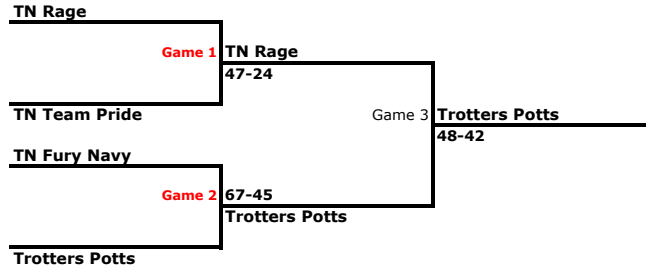 TN Rage
Game 1 TN Rage
47-24
TN Team Pride
Game 3 Trotters Potts
48-42
TN Fury Navy
Game 2 67-45
Trotters Potts
Trotters Potts